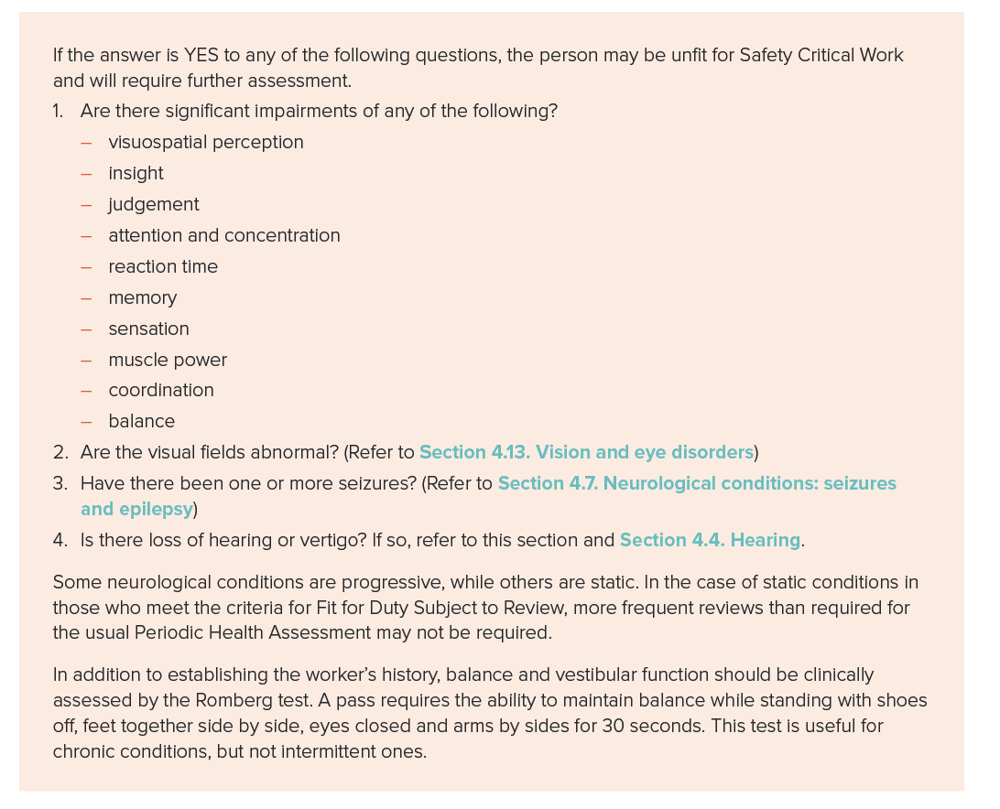 If the answer is YES to any of the following questions, the person may be unfit for Safety Critical Work
and will require further assessment.
1. Are there significant impairments of any of the following?
– visuospatial perception
– insight
– judgement
– attention and concentration
– reaction time
– memory
– sensation
– muscle power
– coordination
– balance
2. Are the visual fields abnormal? (Refer to Section 4.13. Vision and eye disorders)
3. Have there been one or more seizures? (Refer to Section 4.7. Neurological conditions: seizures
and epilepsy)
4. Is there loss of hearing or vertigo? If so, refer to this section and Section 4.4. Hearing.
Some neurological conditions are progressive, while others are static. In the case of static conditions in
those who meet the criteria for Fit for Duty Subject to Review, more frequent reviews than required for
the usual Periodic Health Assessment may not be required.
In addition to establishing the worker’s history, balance and vestibular function should be clinically
assessed by the Romberg test. A pass requires the ability to maintain balance while standing with shoes
off, feet together side by side, eyes closed and arms by sides for 30 seconds. This test is useful for
chronic conditions, but not intermittent ones.